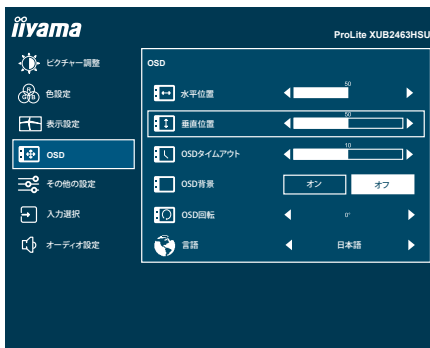 iiyama
ProLite XUB2463HSU
ピクチャー調整
色設定
表示設定
OSD
その他の設定
入力選択
オーディオ設定
OSD
水平位置
50
垂直位置
50
OSDタイムアウト
10
OSD背景
オン
オフ
OSD回転
0°
言語
日本語